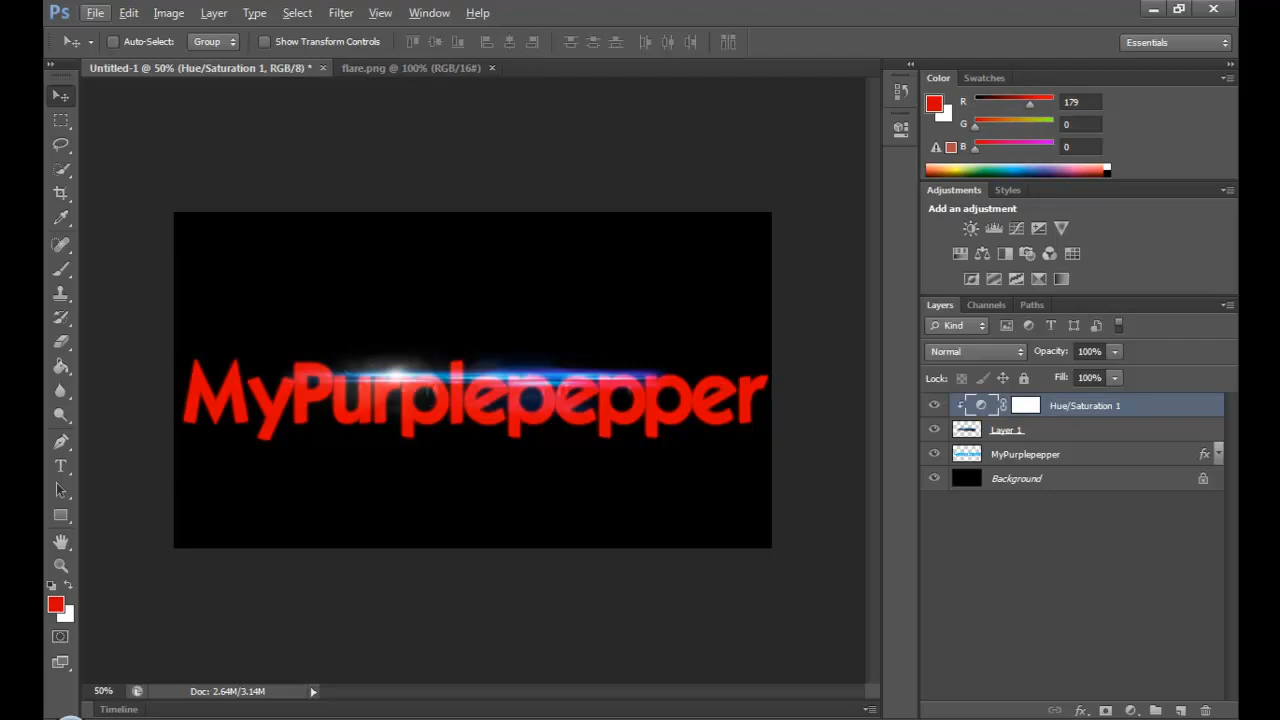 Ps File Edit Image Layer Type Select Filter View Window Help
Auto-Select: Group Show Transform Controls Essentials
Untitled-1 @ 50% (Hue/Saturation 1, RGB/8) * × flare.png @ 100% (RGB/16#) ×
Color Swatches
R 179
G 0
B 0
Adjustments Styles
Add an adjustment
Layers Channels Paths
Kind T
Normal Opacity: 100%
Lock: Fill: 100%
MyPurplepepper
Hue/Saturation 1
Layer 1
MyPurplepepper fx
Background
T
50% Doc: 2.64M/3.14M
Timeline fx